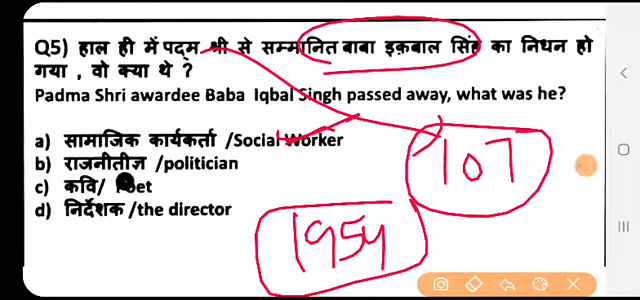 Q5) हाल ही में पद्म श्री से सम्मानित बाबा इक़बाल सिंह का निधन हो
गया , वो क्या थे ?
Padma Shri awardee Baba Iqbal Singh passed away, what was he?
a) सामाजिक कार्यकर्ता /Social Worker
b) राजनीतीज्ञ /politician
c) कवि/ Poet
d) निर्देशक /the director
107
1954